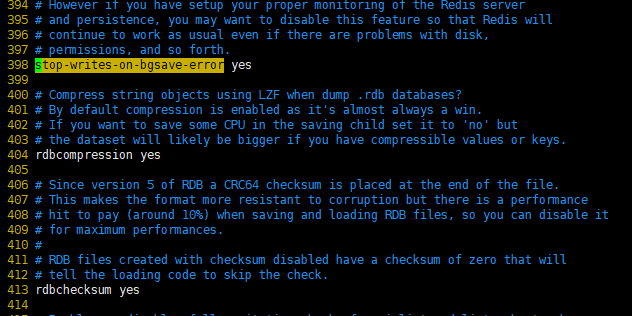 394 # However if you have setup your proper monitoring of the Redis server
395 # and persistence, you may want to disable this feature so that Redis will
396 # continue to work as usual even if there are problems with disk,
397 # permissions, and so forth.
398 stop-writes-on-bgsave-error yes
399
400 # Compress string objects using LZF when dump .rdb databases?
401 # By default compression is enabled as it's almost always a win.
402 # If you want to save some CPU in the saving child set it to 'no' but
403 # the dataset will likely be bigger if you have compressible values or keys.
404 rdbcompression yes
405
406 # Since version 5 of RDB a CRC64 checksum is placed at the end of the file.
407 # This makes the format more resistant to corruption but there is a performance
408 # hit to pay (around 10%) when saving and loading RDB files, so you can disable it
409 # for maximum performances.
410 #
411 # RDB files created with checksum disabled have a checksum of zero that will
412 # tell the loading code to skip the check.
413 rdbchecksum yes
414